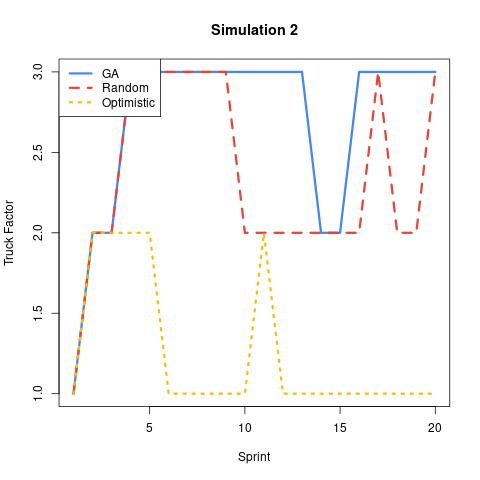 Simulation 2
GA
Random
Optimistic
Truck Factor
3.0
2.5
2.0
1.5
1.0
5 10 15 20
Sprint